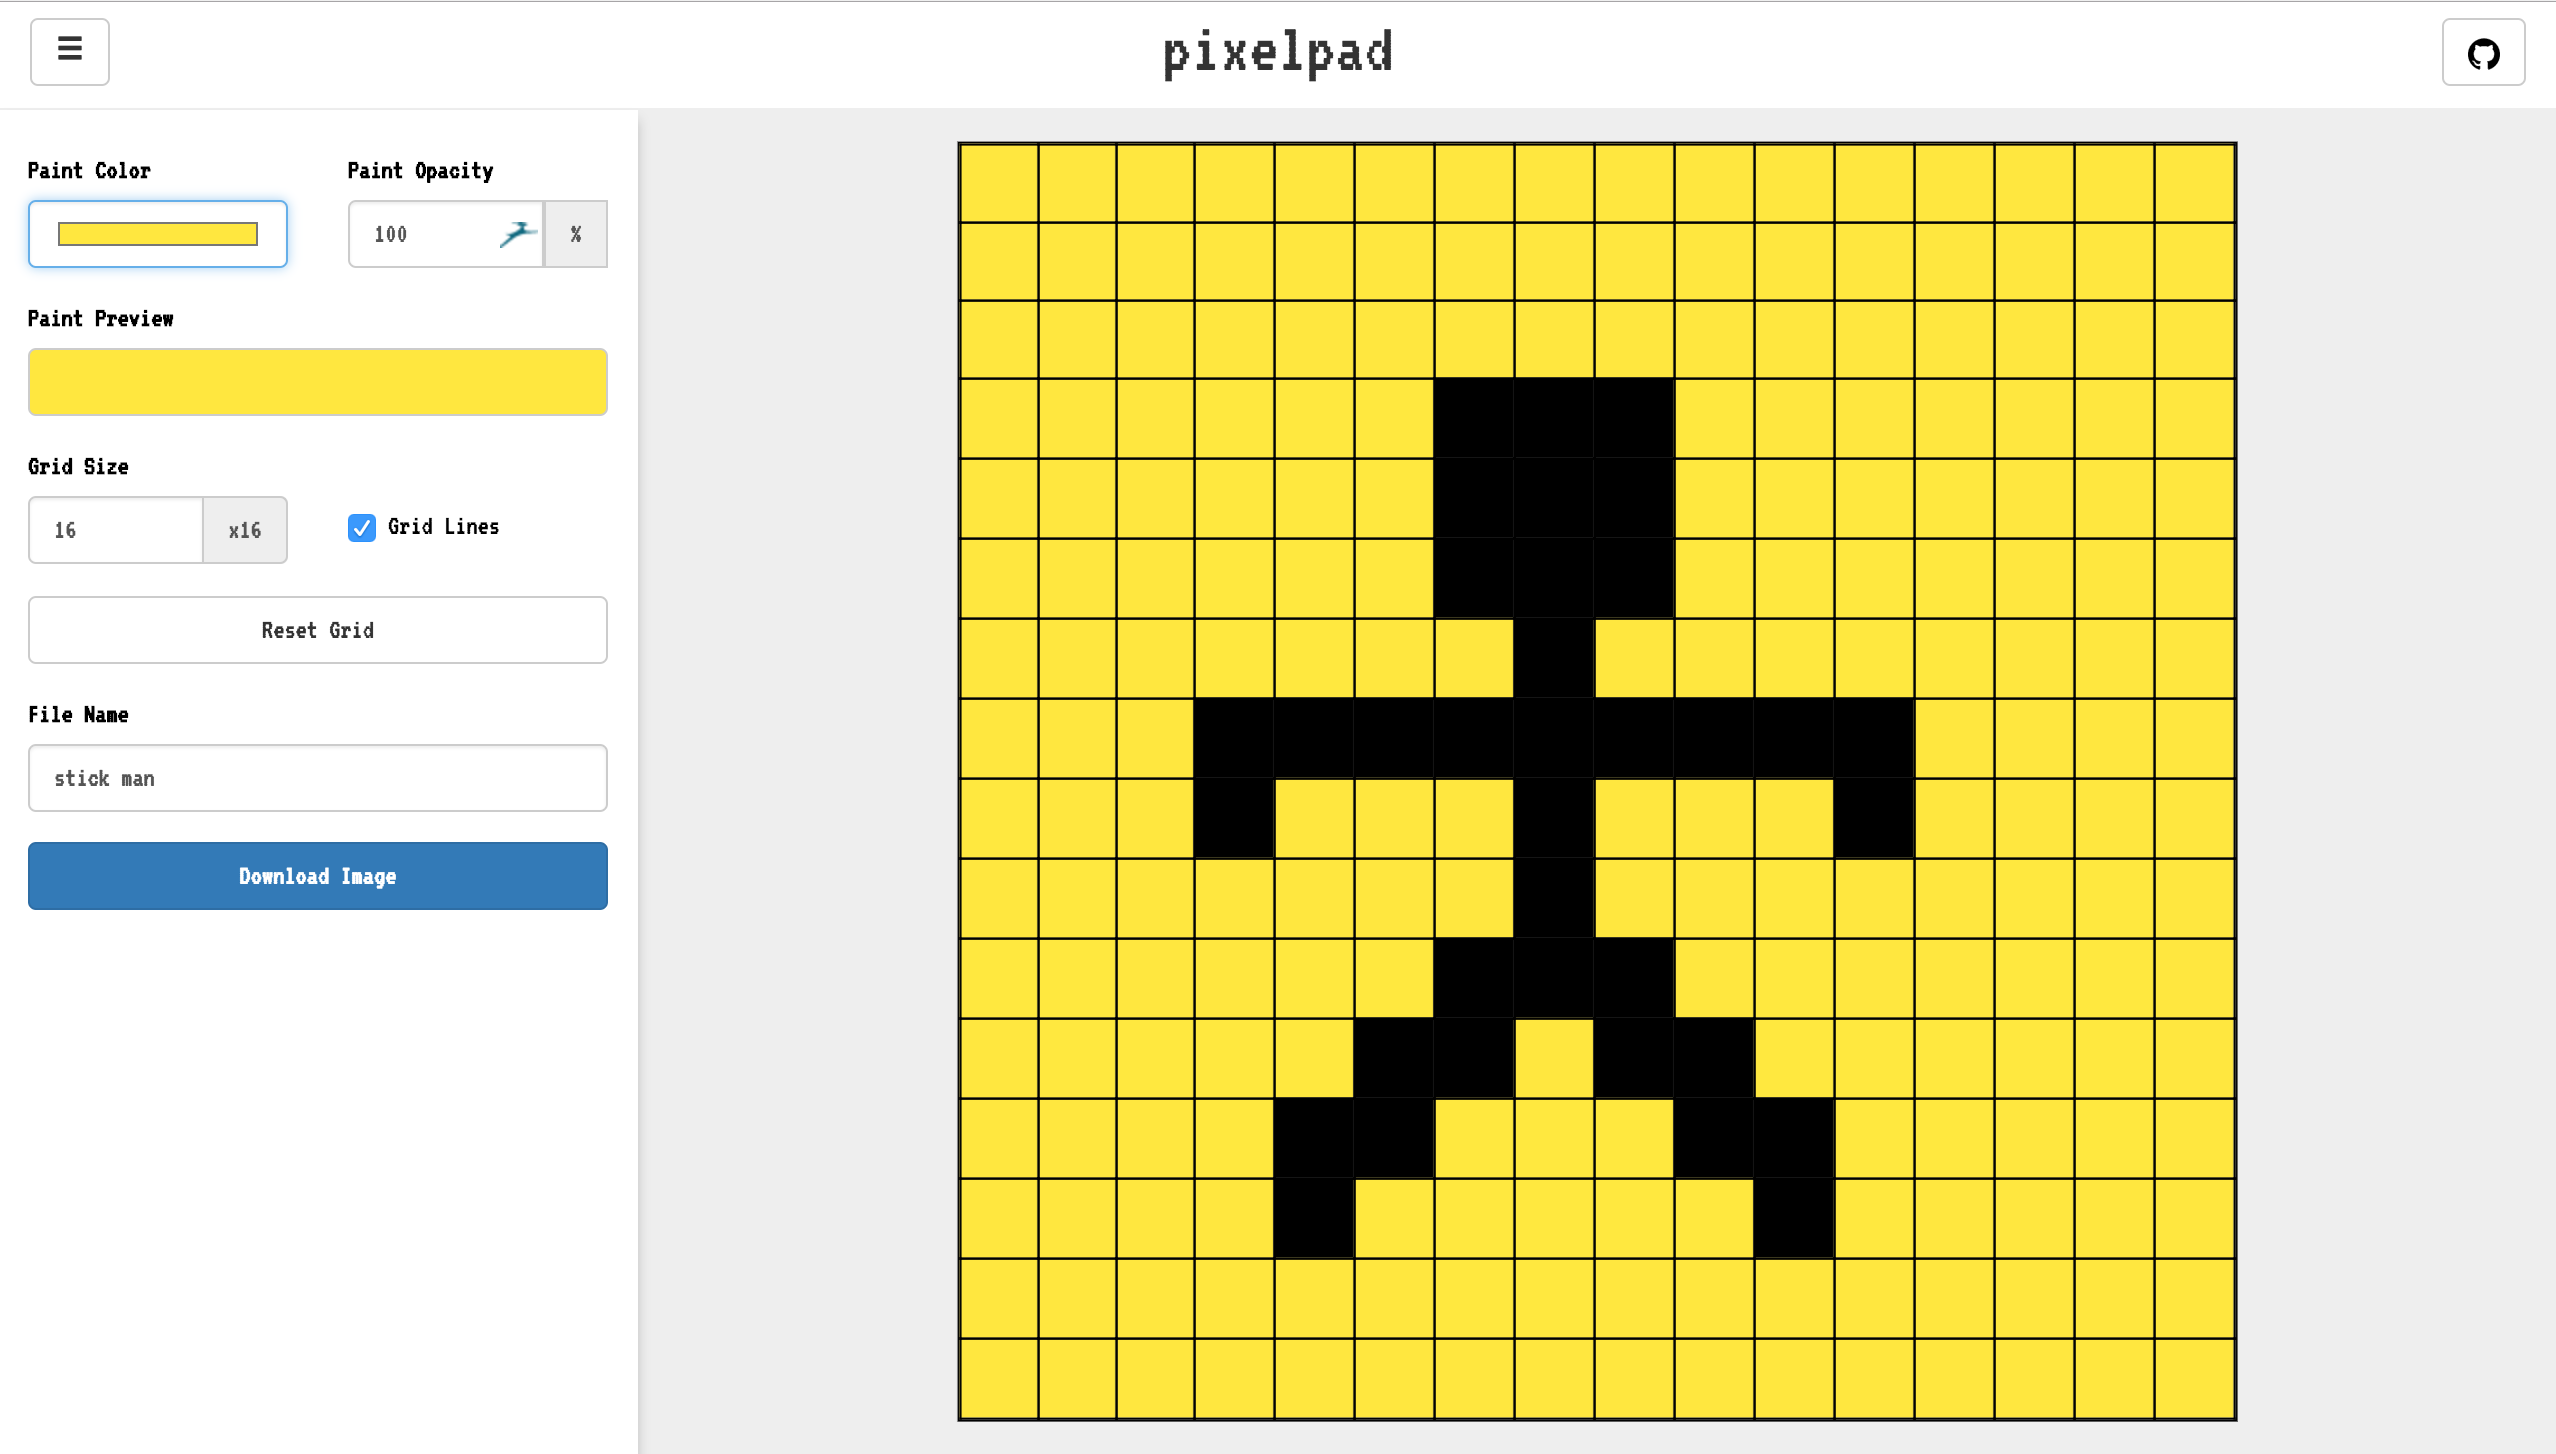 pixelpad
Paint Color
Paint Opacity
100
%
Paint Preview
Grid Size
16
x16
Grid Lines
Reset Grid
File Name
stick man
Download Image